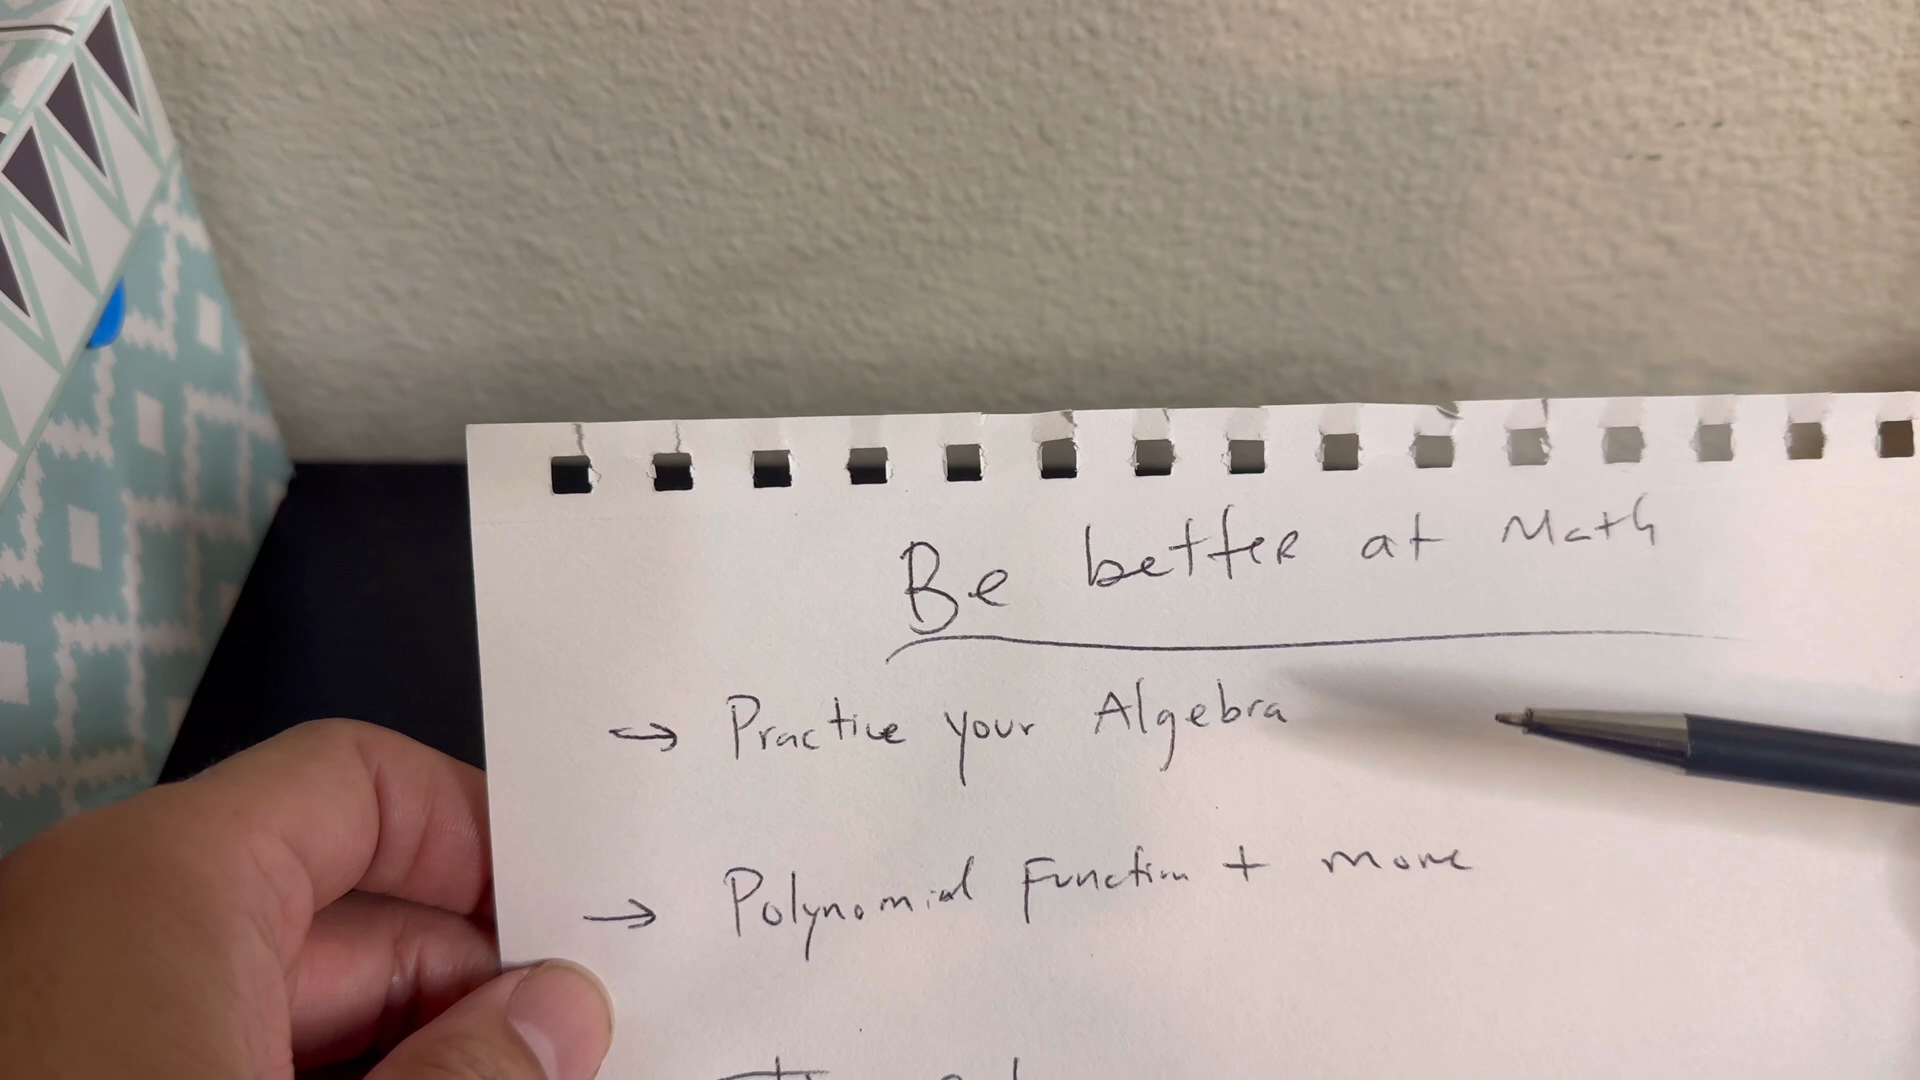 Be better at Math
→ Practice your Algebra
→ Polynomial Function + more